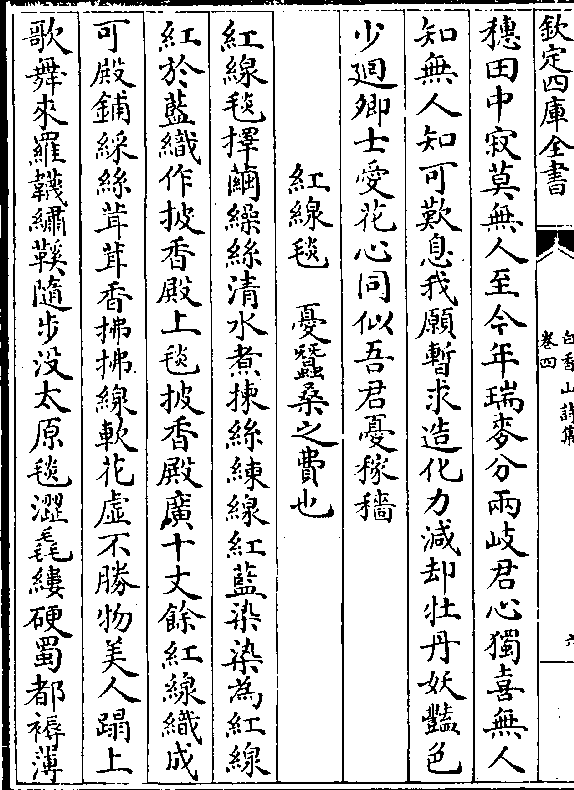 欽定四庫全書
白香山詩集
卷四
六
穗田中寂莫無人至今年瑞麥分兩岐君心獨喜無人
知無人知可歎息我願暫求造化力減却牡丹妖豔色
少廻卿士愛花心同似吾君憂稼穡
紅線毯 憂蠶桑之費也
紅線毯擇繭繰絲清水煮揀絲練線紅藍染染為紅線
紅於藍織作披香殿上毯披香殿廣十丈餘紅線織成
可殿鋪綵絲茸茸香拂拂線軟花虛不勝物美人蹋上
歌舞來羅韈繡鞵隨步没太原毯澀毳縷硬蜀都褥薄